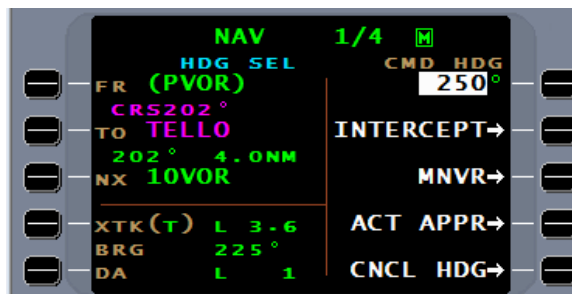 NAV 1/4 M
HDG SEL CMD HDG
FR (PVOR) 250°
CRS202°
TO TELLO INTERCEPT→
202° 4.0NM
NX 10VOR MNVR→
XTK(T) L 3.6 ACT APPR→
BRG 225°
DA L 1 CNCL HDG→